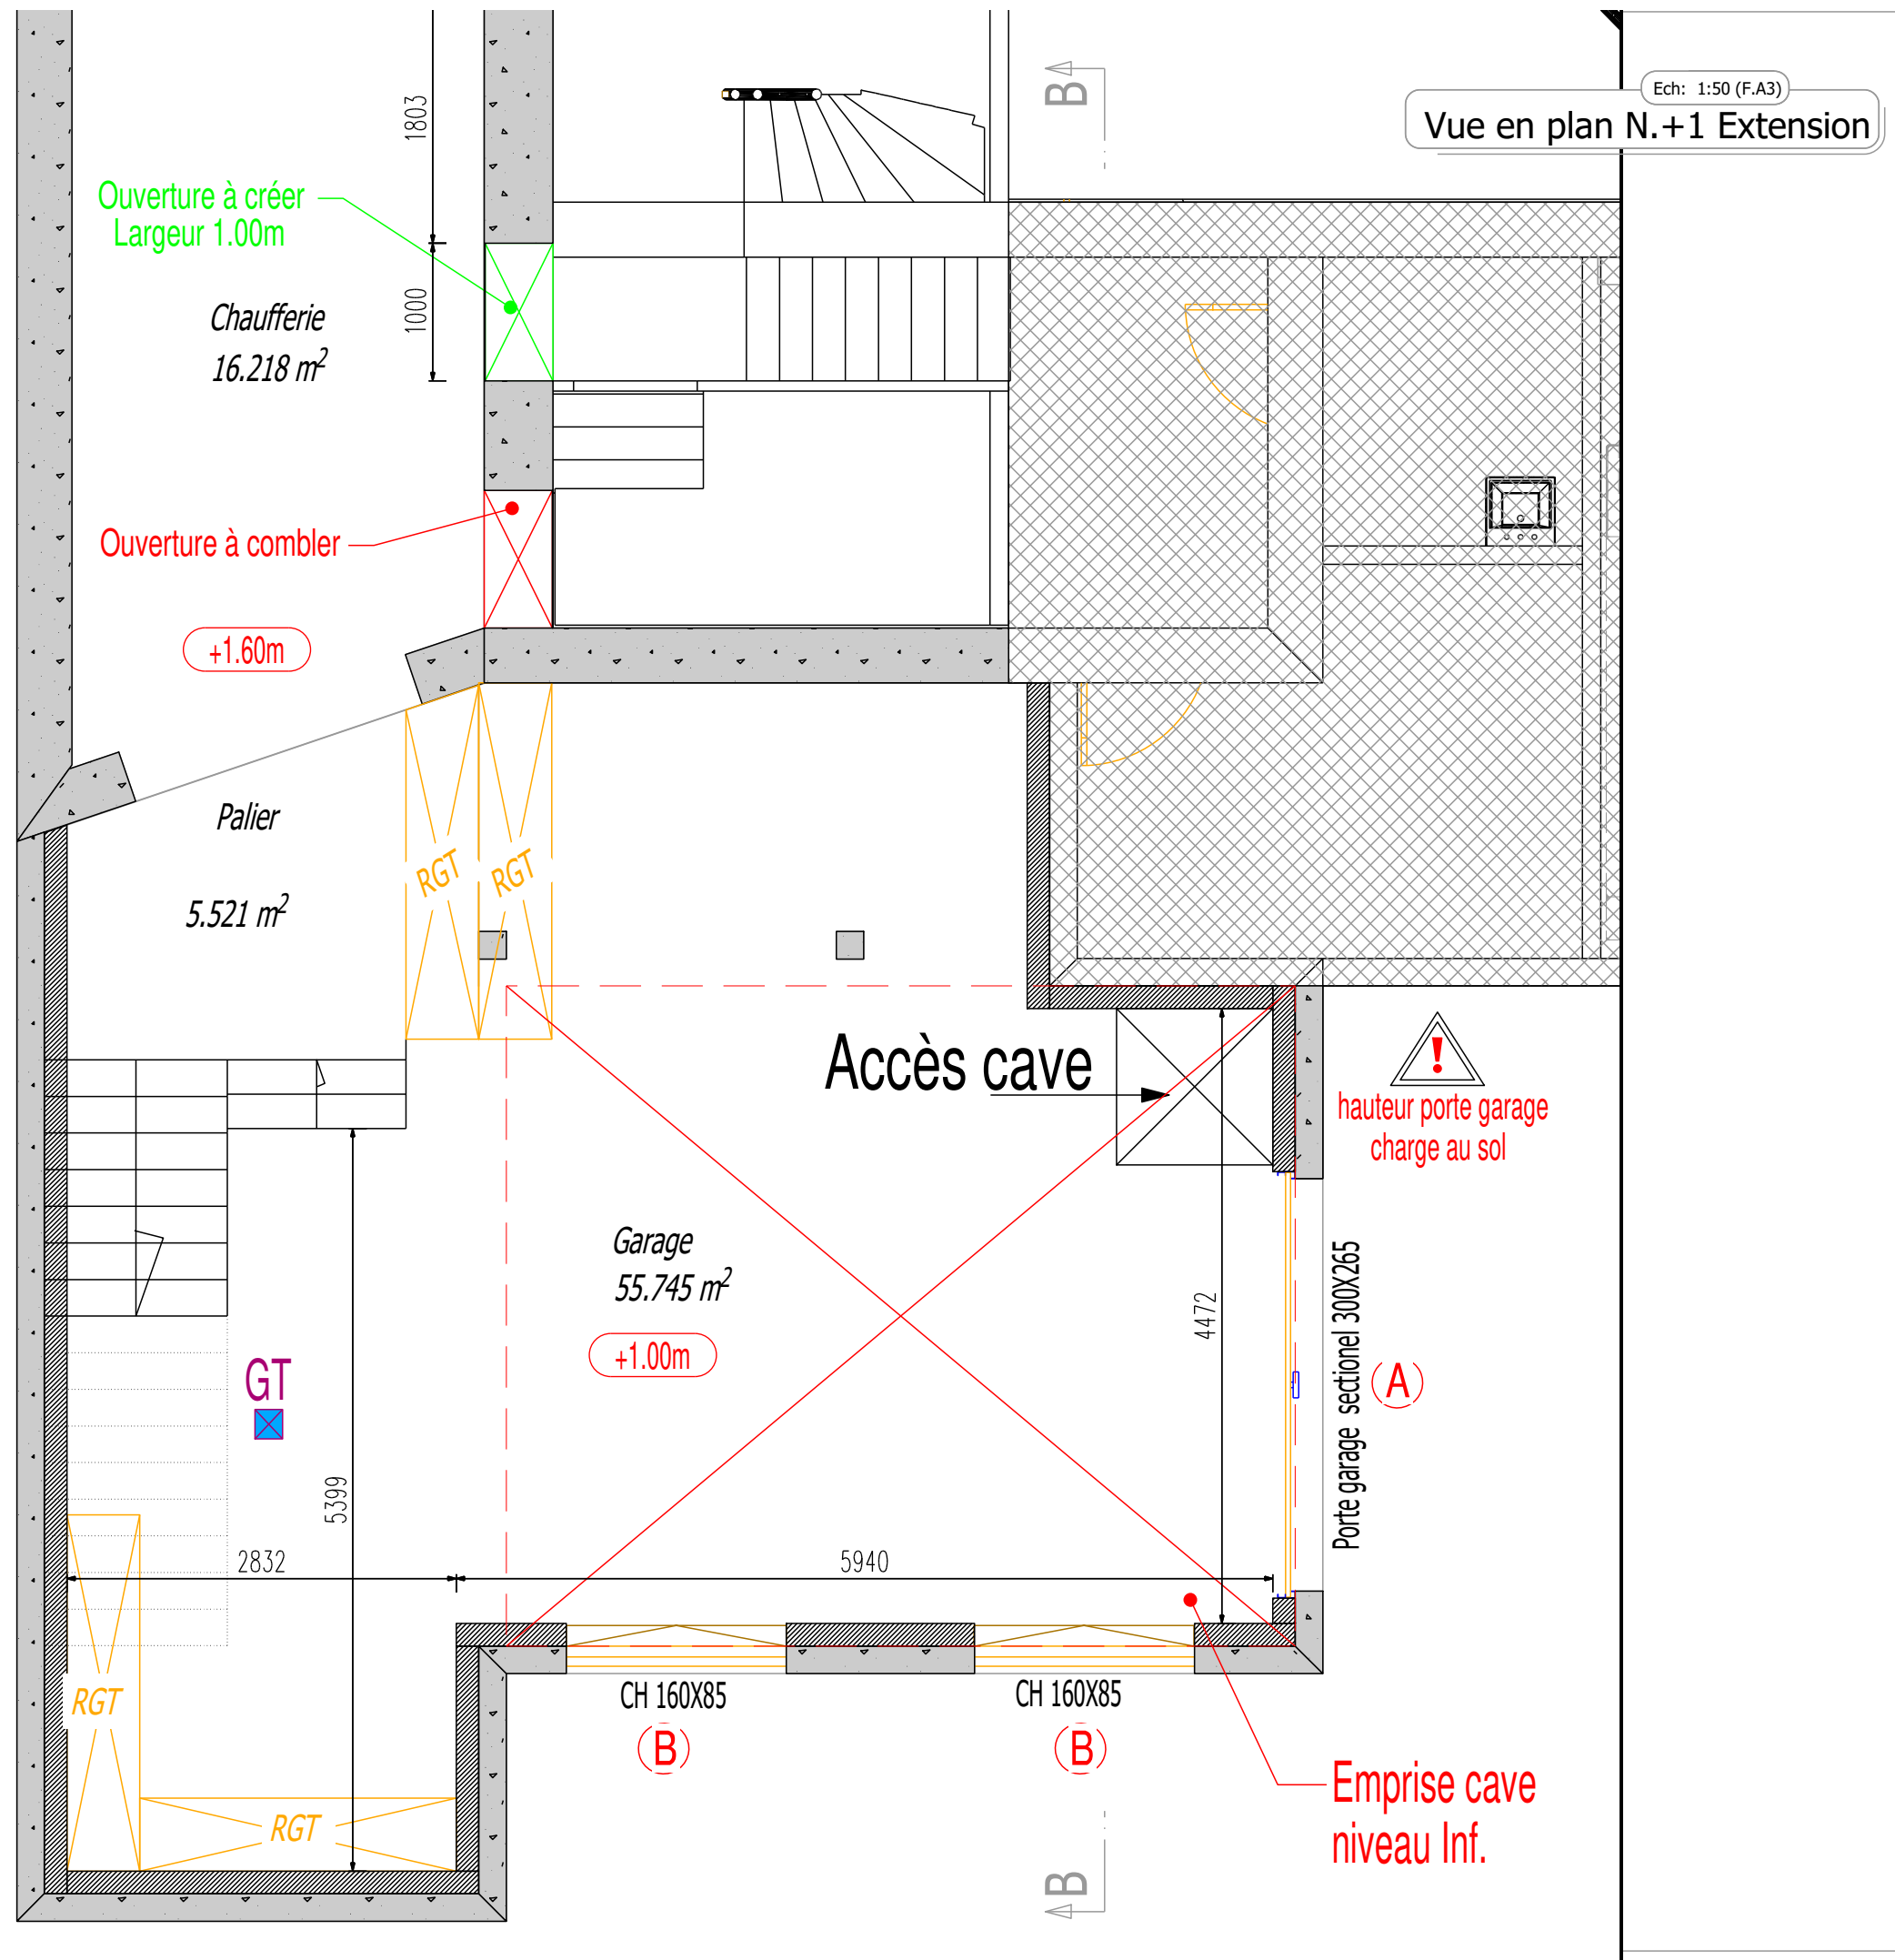 B
Ech: 1:50 (F.A3)
Vue en plan N.+1 Extension
1803
Ouverture à créer
Largeur 1.00m
1000
Chaufferie
16.218 m²
Ouverture à combler
+1.60m
Palier
5.521 m²
RGT
RGT
Accès cave
hauteur porte garage
charge au sol
Garage
55.745 m²
+1.00m
4472
Porte garage sectionel 300X265
A
GT
5399
2832
5940
RGT
CH 160X85
CH 160X85
B
B
RGT
Emprise cave
niveau Inf.
B